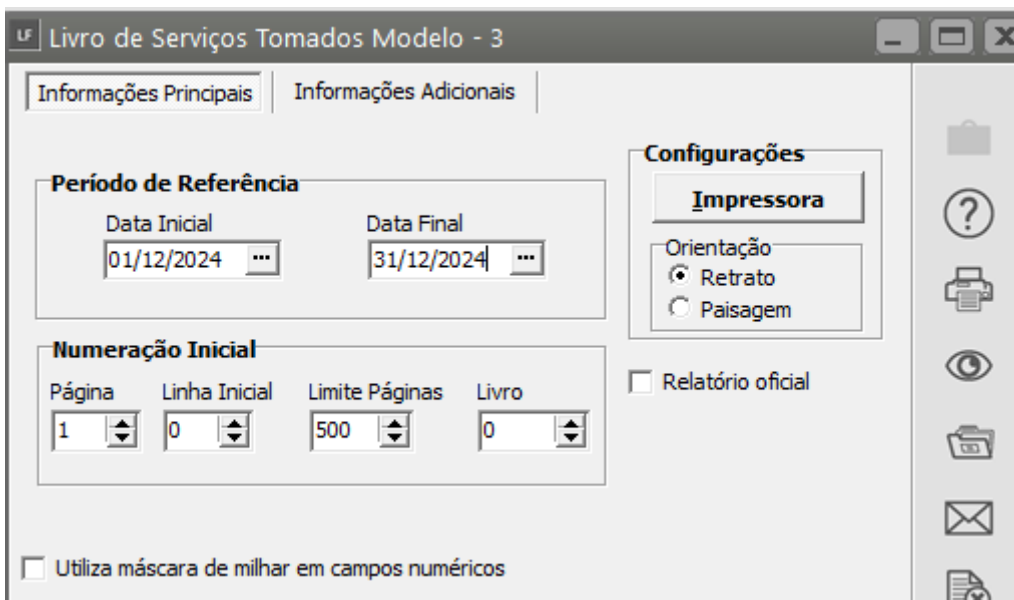 LF Livro de Serviços Tomados Modelo - 3
Informações Principais Informações Adicionais
Período de Referência
Data Inicial Data Final
01/12/2024 ... 31/12/2024 ...
Configurações
Impressora
Orientação
Retrato
Paisagem
Numeração Inicial
Página Linha Inicial Limite Páginas Livro
1 0 500 0
Relatório oficial
Utiliza máscara de milhar em campos numéricos